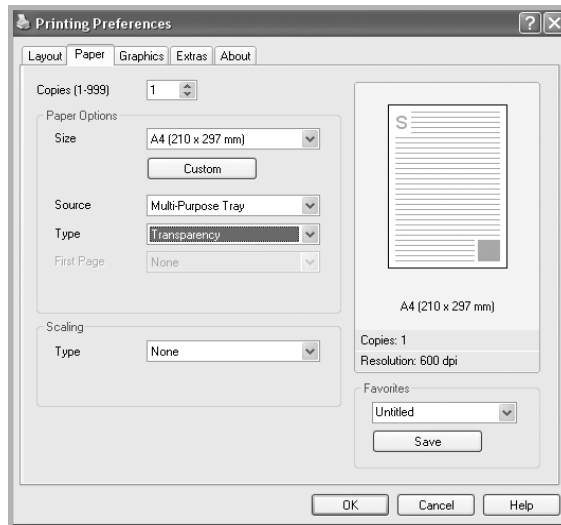 Printing Preferences
Layout Paper Graphics Extras About
Copies (1-999) 1
Paper Options
Size A4 (210 x 297 mm)
Custom
Source Multi-Purpose Tray
Type Transparency
First Page None
Scaling
Type None
S
A4 (210 x 297 mm)
Copies: 1
Resolution: 600 dpi
Favorites
Untitled
Save
OK Cancel Help